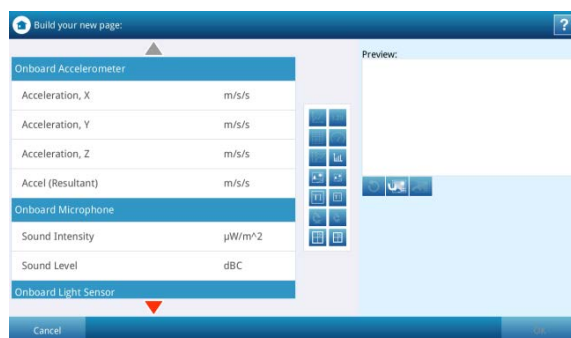 Build your new page:
?
Preview:
Onboard Accelerometer
Acceleration, X m/s/s
Acceleration, Y m/s/s
Acceleration, Z m/s/s
Accel (Resultant) m/s/s
Onboard Microphone
Sound Intensity µW/m^2
Sound Level dBC
Onboard Light Sensor
Cancel OK